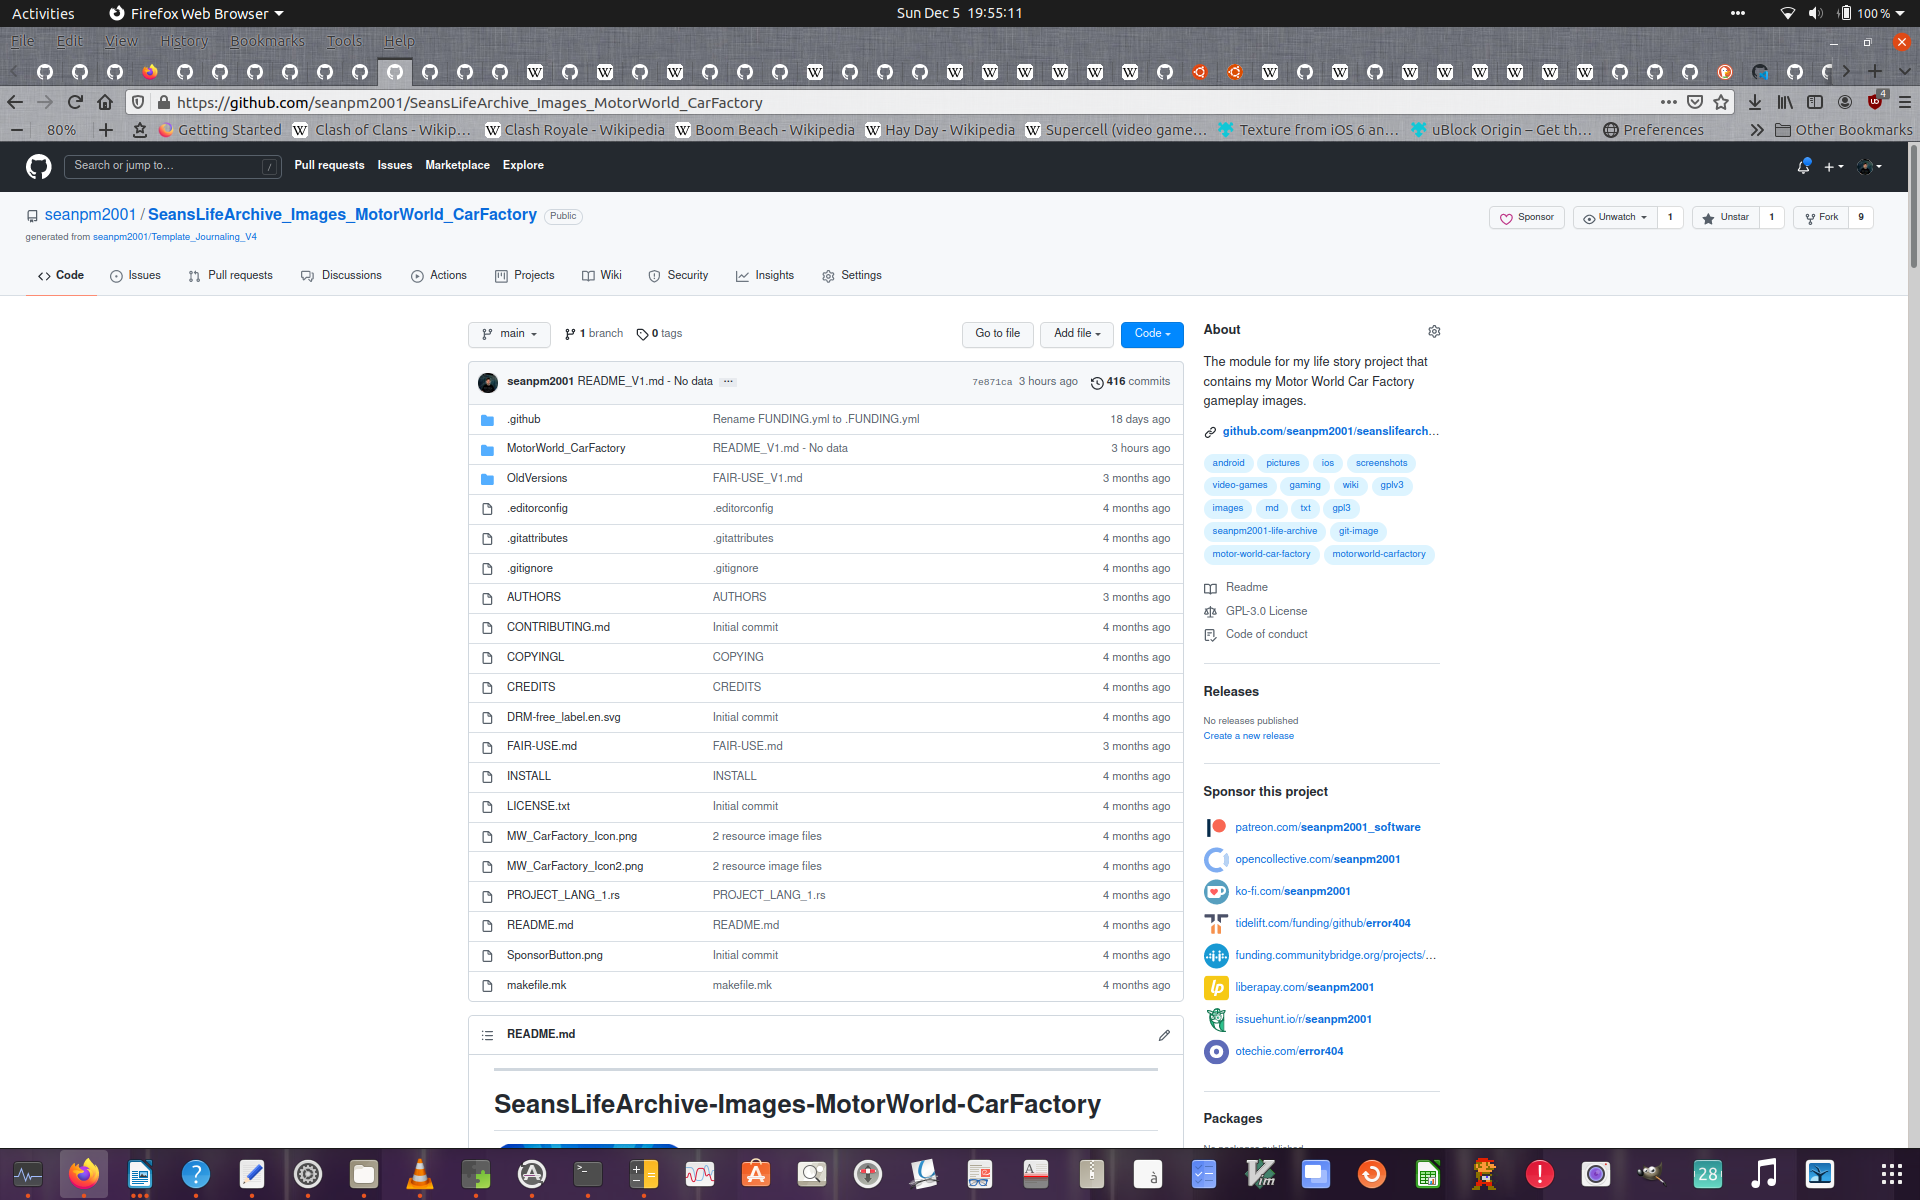 Activities Firefox Web Browser Sun Dec 5 19:55:11 100 %
File Edit View History Bookmarks Tools Help
https://github.com/seanpm2001/SeansLifeArchive_Images_MotorWorld_CarFactory
80% Getting Started Clash of Clans - Wikip… Clash Royale - Wikipedia Boom Beach - Wikipedia Hay Day - Wikipedia Supercell (video game… Texture from iOS 6 an… uBlock Origin – Get th… Preferences Other Bookmarks
Search or jump to… / Pull requests Issues Marketplace Explore
seanpm2001 / SeansLifeArchive_Images_MotorWorld_CarFactory Public Sponsor Unwatch 1 Unstar 1 Fork 9
generated from seanpm2001/Template_Journaling_V4
Code Issues Pull requests Discussions Actions Projects Wiki Security Insights Settings
main 1 branch 0 tags Go to file Add file Code
seanpm2001 README_V1.md - No data ... 7e871ca 3 hours ago 416 commits
.github Rename FUNDING.yml to .FUNDING.yml 18 days ago
MotorWorld_CarFactory README_V1.md - No data 3 hours ago
OldVersions FAIR-USE_V1.md 3 months ago
.editorconfig .editorconfig 4 months ago
.gitattributes .gitattributes 4 months ago
.gitignore .gitignore 4 months ago
AUTHORS AUTHORS 3 months ago
CONTRIBUTING.md Initial commit 4 months ago
COPYINGL COPYING 4 months ago
CREDITS CREDITS 4 months ago
DRM-free_label.en.svg Initial commit 4 months ago
FAIR-USE.md FAIR-USE.md 3 months ago
INSTALL INSTALL 4 months ago
LICENSE.txt Initial commit 4 months ago
MW_CarFactory_Icon.png 2 resource image files 4 months ago
MW_CarFactory_Icon2.png 2 resource image files 4 months ago
PROJECT_LANG_1.rs PROJECT_LANG_1.rs 4 months ago
README.md README.md 4 months ago
SponsorButton.png Initial commit 4 months ago
makefile.mk makefile.mk 4 months ago
README.md
SeansLifeArchive-Images-MotorWorld-CarFactory
About
The module for my life story project that
contains my Motor World Car Factory
gameplay images.
github.com/seanpm2001/seanslifearch…
android pictures ios screenshots
video-games gaming wiki gplv3
images md txt gpl3
seanpm2001-life-archive git-image
motor-world-car-factory motorworld-carfactory
Readme
GPL-3.0 License
Code of conduct
Releases
No releases published
Create a new release
Sponsor this project
patreon.com/seanpm2001_software
opencollective.com/seanpm2001
ko-fi.com/seanpm2001
tidelift.com/funding/github/error404
funding.communitybridge.org/projects/…
liberapay.com/seanpm2001
issuehunt.io/r/seanpm2001
otechie.com/error404
Packages
28